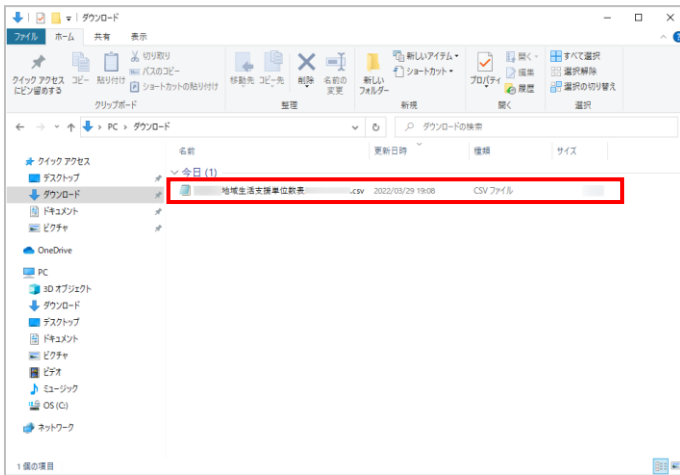 ダウンロード
ファイル ホーム 共有 表示
クイック アクセスにピン留めする
コピー
貼り付け
切り取り
パスのコピー
ショートカットの貼り付け
クリップボード
移動先
コピー先
削除
名前の変更
整理
新しいフォルダー
新しいアイテム
ショートカット
新規
プロパティ
開く
編集
履歴
開く
すべて選択
選択解除
選択の切り替え
選択
PC › ダウンロード
ダウンロードの検索
名前 更新日時 種類 サイズ
今日 (1)
地域生活支援単位数表 .csv 2022/03/29 19:08 CSV ファイル
クイック アクセス
デスクトップ
ダウンロード
ドキュメント
ピクチャ
OneDrive
PC
3D オブジェクト
ダウンロード
デスクトップ
ドキュメント
ピクチャ
ビデオ
ミュージック
OS (C:)
ネットワーク
1 個の項目